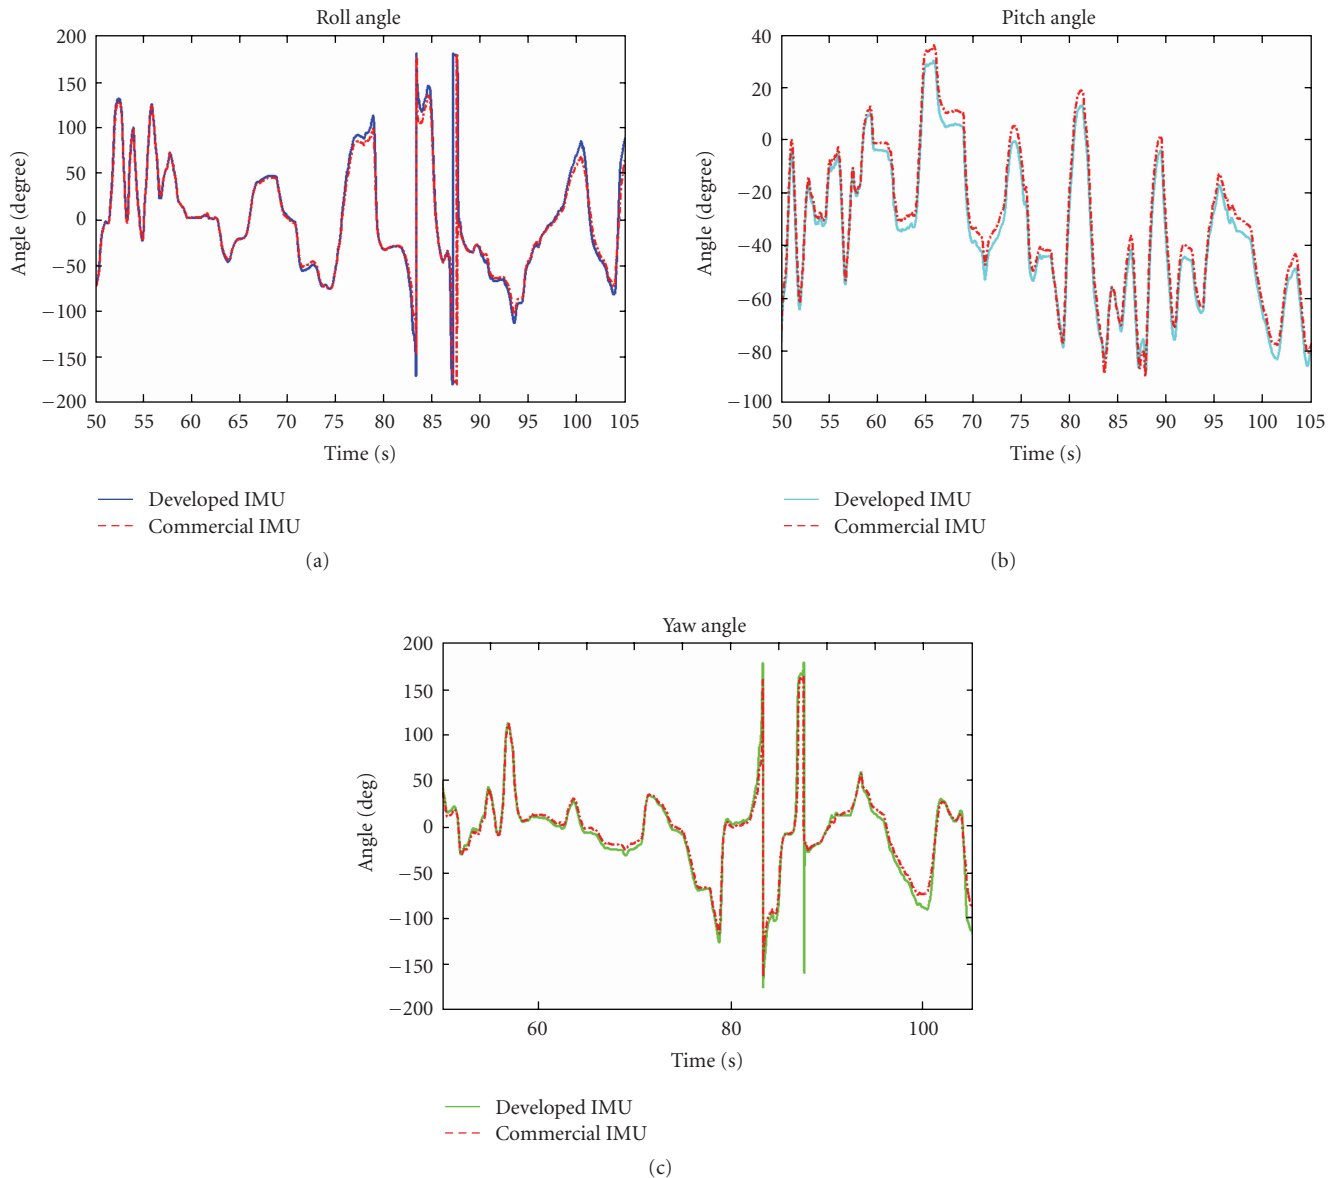 Roll angle
200
150
100
50
0
−50
−100
−150
−200
Angle (degree)
50 55 60 65 70 75 80 85 90 95 100 105
Time (s)
Developed IMU
Commercial IMU
(a)
Pitch angle
40
20
0
−20
−40
−60
−80
−100
Angle (degree)
50 55 60 65 70 75 80 85 90 95 100 105
Time (s)
Developed IMU
Commercial IMU
(b)
Yaw angle
200
150
100
50
0
−50
−100
−150
−200
Angle (deg)
60 80 100
Time (s)
Developed IMU
Commercial IMU
(c)